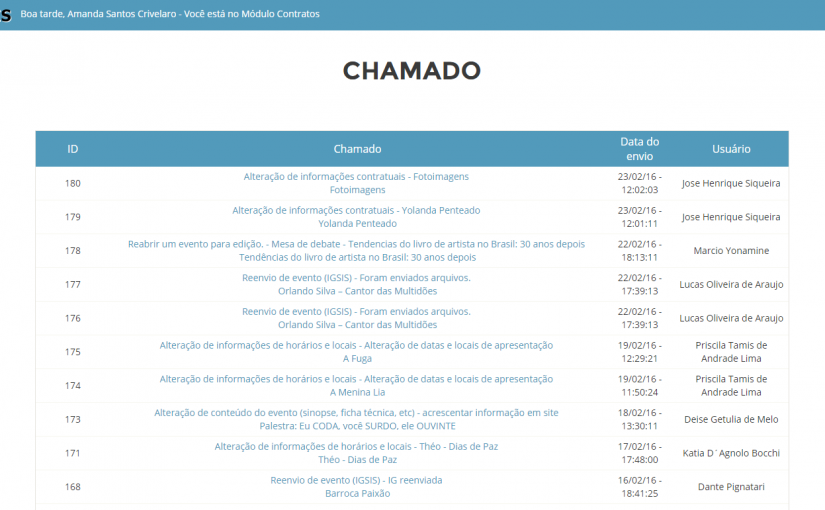 S Boa tarde, Amanda Santos Crivelaro - Você está no Módulo Contratos
CHAMADO
ID Chamado Data do envio Usuário
180 Alteração de informações contratuais - Fotoimagens 23/02/16 - Jose Henrique Siqueira
Fotoimagens 12:02:03
179 Alteração de informações contratuais - Yolanda Penteado 23/02/16 - Jose Henrique Siqueira
Yolanda Penteado 12:01:11
178 Reabrir um evento para edição. - Mesa de debate - Tendencias do livro de artista no Brasil: 30 anos depois 22/02/16 - Marcio Yonamine
Tendências do livro de artista no Brasil: 30 anos depois 18:13:11
177 Reenvio de evento (IGSIS) - Foram enviados arquivos. 22/02/16 - Lucas Oliveira de Araujo
Orlando Silva – Cantor das Multidões 17:39:13
176 Reenvio de evento (IGSIS) - Foram enviados arquivos. 22/02/16 - Lucas Oliveira de Araujo
Orlando Silva – Cantor das Multidões 17:39:13
175 Alteração de informações de horários e locais - Alteração de datas e locais de apresentação 19/02/16 - Priscila Tamis de
A Fuga 12:29:21 Andrade Lima
174 Alteração de informações de horários e locais - Alteração de datas e locais de apresentação 19/02/16 - Priscila Tamis de
A Menina Lia 11:50:24 Andrade Lima
173 Alteração de conteúdo do evento (sinopse, ficha técnica, etc) - acrescentar informação em site 18/02/16 - Deise Getulia de Melo
Palestra: Eu CODA, você SURDO, ele OUVINTE 13:30:11
171 Alteração de informações de horários e locais - Théo - Dias de Paz 17/02/16 - Katia D´Agnolo Bocchi
Théo - Dias de Paz 17:48:00
168 Reenvio de evento (IGSIS) - IG reenviada 16/02/16 - Dante Pignatari
Barroca Paixão 18:41:25